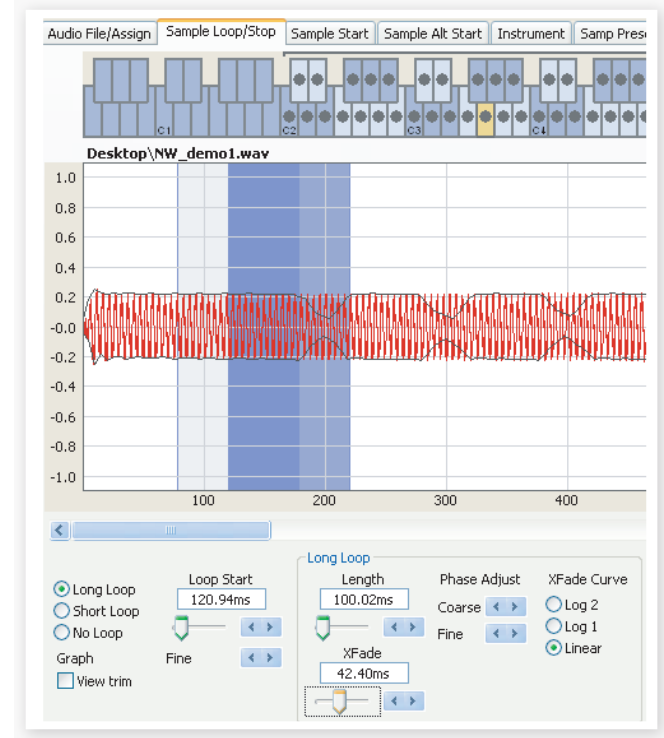 Audio File/Assign Sample Loop/Stop Sample Start Sample Alt Start Instrument Samp Prese
C1 C2 C3 C4
Desktop\NW_demo1.wav
1.0
0.8
0.6
0.4
0.2
-0.0
-0.2
-0.4
-0.6
-0.8
-1.0
100 200 300 400
Long Loop
Short Loop
No Loop
Graph
View trim
Loop Start
120.94ms
Fine
Long Loop
Length
100.02ms
XFade
42.40ms
Phase Adjust
Coarse
Fine
XFade Curve
Log 2
Log 1
Linear